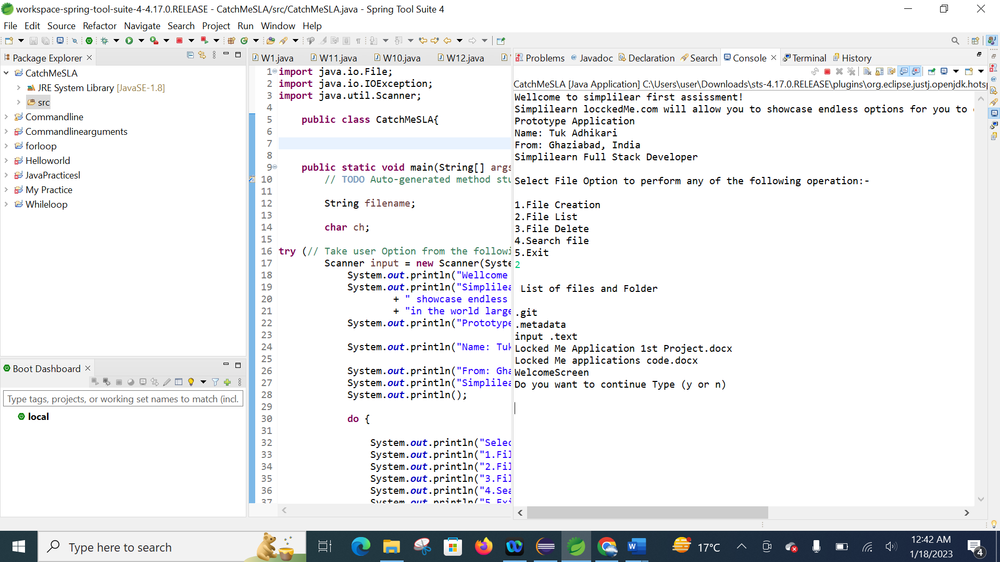 workspace-spring-tool-suite-4-4.17.0.RELEASE - CatchMeSLA/src/CatchMeSLA.java - Spring Tool Suite 4
File Edit Source Refactor Navigate Search Project Run Window Help
Package Explorer
CatchMeSLA
JRE System Library [JavaSE-1.8]
src
Commandline
Commandlinearguments
forloop
Helloworld
JavaPracticesl
My Practice
Whileloop
Boot Dashboard
Type tags, projects, or working set names to match (incl.
local
W1.java W11.java W10.java W12.java
1 import java.io.File;
2 import java.io.IOException;
3 import java.util.Scanner;
4
5 public class CatchMeSLA{
6
7
8
9 public static void main(String[] args
10 // TODO Auto-generated method stu
11
12 String filename;
13
14 char ch;
15
16 try (// Take user Option from the followi
17 Scanner input = new Scanner(Syste
18 System.out.println("Wellcome
19 System.out.println("Simplilea
20 + " showcase endless
21 + "in the world large
22 System.out.println("Prototype
23
24 System.out.println("Name: Tuk
25
26 System.out.println("From: Gha
27 System.out.println("Simplilea
28 System.out.println();
29
30 do {
31
32 System.out.println("Selec
33 System.out.println("1.Fil
34 System.out.println("2.Fil
35 System.out.println("3.Fil
36 System.out.println("4.Sea
37 System.out.println("5.Exi
Problems Javadoc Declaration Search Console Terminal History
CatchMeSLA [Java Application] C:\Users\user\Downloads\sts-4.17.0.RELEASE\plugins\org.eclipse.justj.openjdk.hotsp
Wellcome to simplilear first assissment!
Simplilearn locckedMe.com will allow you to showcase endless options for you to
Prototype Application
Name: Tuk Adhikari
From: Ghaziabad, India
Simplilearn Full Stack Developer
Select File Option to perform any of the following operation:-
1.File Creation
2.File List
3.File Delete
4.Search file
5.Exit
2
List of files and Folder
.git
.metadata
input .text
Locked Me Application 1st Project.docx
Locked Me applications code.docx
WelcomeScreen
Do you want to continue Type (y or n)
Type here to search
17°C
12:42 AM
1/18/2023
4